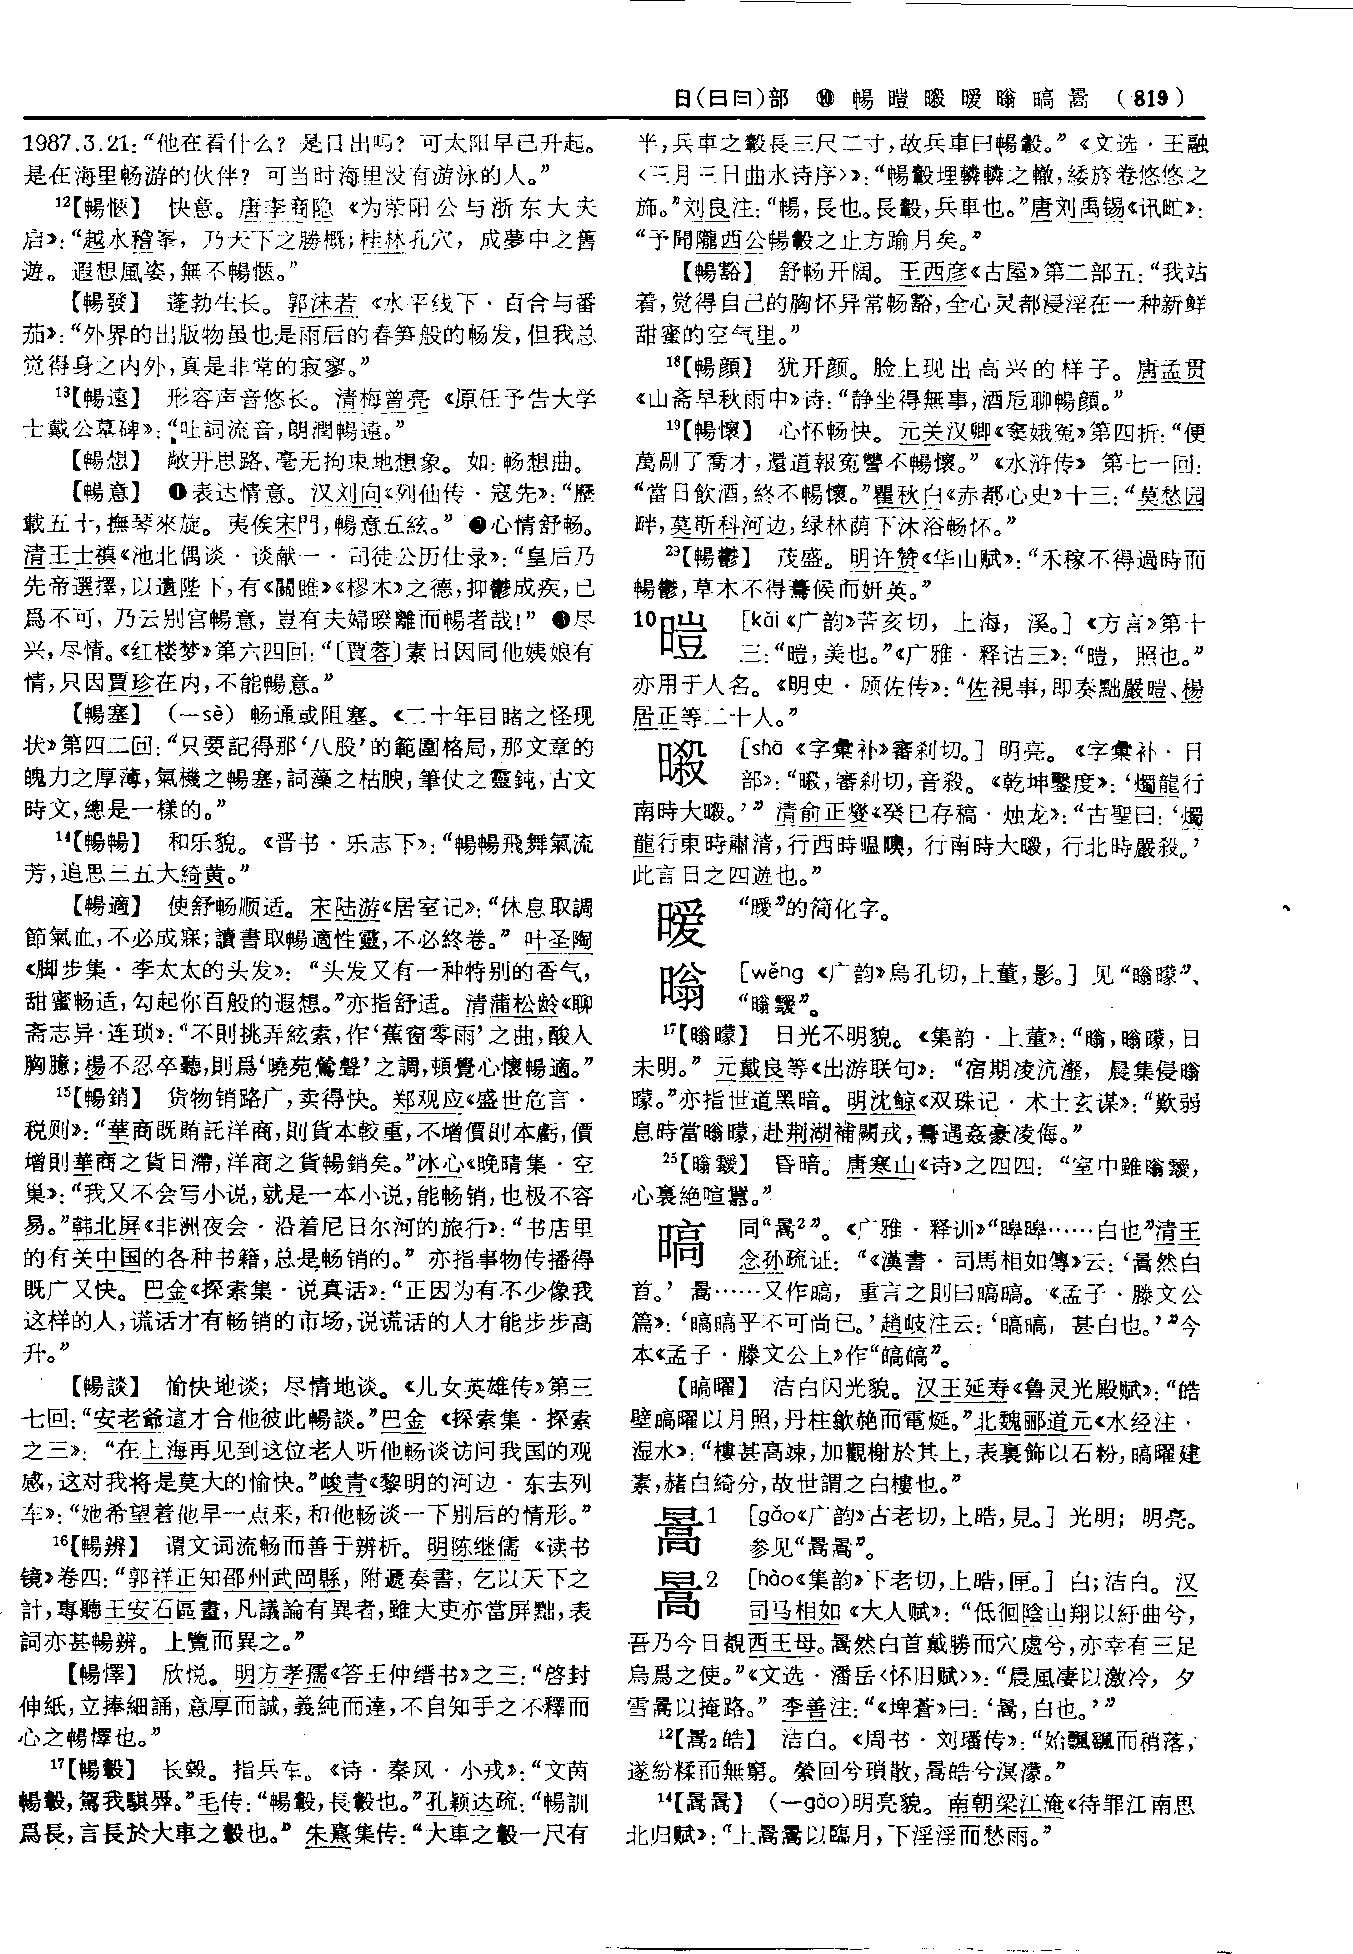 日(日曰)部 ⑩ 暢暟㬠暧暡暠暠 (819)
1987.3.21:“他在看什么? 是日出吗? 可太阳早已升起。
是在海里畅游的伙伴? 可当时海里没有游泳的人。”
12【暢愜】 快意。唐李商隐《为荥阳公与浙东大夫
启》:“越水稽峯, 乃天下之勝概;桂林孔穴, 成夢中之舊
遊。遐想風姿,無不暢愜。”
【暢發】 蓬勃生长。郭沫若《水平线下·百合与番
茄》:“外界的出版物虽也是雨后的春笋般的畅发,但我总
觉得身之内外,真是非常的寂寥。”
13【暢遠】 形容声音悠长。清梅曾亮《原任予告大学
士戴公墓碑》:“吐詞流音,朗潤暢遠。”
【暢想】 敞开思路、毫无拘束地想象。如:畅想曲。
【暢意】 ❶表达情意。汉刘向《列仙传·寇先》:“歷
載五十,撫琴來旋。夷俟宋門,暢意五絃。”❷心情舒畅。
清王士禛《池北偶谈·谈献一·司徒公历仕录》:“皇后乃
先帝選擇,以遺陛下,有《關雎》《樛木》之德,抑鬱成疾,已
爲不可,乃云别宫暢意,豈有夫婦睽離而暢者哉!”❸尽
兴,尽情。《红楼梦》第六四回:“〔賈蓉〕素日因同他姨娘有
情,只因賈珍在内,不能暢意。”
【暢塞】 (—sè) 畅通或阻塞。《二十年目睹之怪现
状》第四二回:“只要記得那‘八股’的範圍格局,那文章的
魄力之厚薄,氣機之暢塞,詞藻之枯腴,筆仗之靈鈍,古文
時文,總是一樣的。”
14【暢暢】 和乐貌。《晋书·乐志下》:“暢暢飛舞氣流
芳,追思三五大绮黄。”
【暢適】 使舒畅顺适。宋陆游《居室记》:“休息取調
節氣血,不必成寐;讀書取暢適性靈,不必終卷。”叶圣陶
《脚步集·李太太的头发》:“头发又有一种特别的香气,
甜蜜畅适,勾起你百般的遐想。”亦指舒适。清蒲松龄《聊
斋志异·连琐》:“不則挑弄絃索,作‘蕉窗零雨’之曲,酸人
胸臆;楊不忍卒聽,則爲‘曉苑鶯聲’之調,頓覺心懷暢適。”
15【暢銷】 货物销路广,卖得快。郑观应《盛世危言·
税则》:“華商既賄託洋商,則貨本較重,不增價則本虧,價
增則華商之貨日滯,洋商之貨暢銷矣。”冰心《晚晴集·空
巢》:“我又不会写小说,就是一本小说,能畅销,也极不容
易。”韩北屏《非洲夜会·沿着尼日尔河的旅行》:“书店里
的有关中国的各种书籍,总是畅销的。”亦指事物传播得
既广又快。巴金《探索集·说真话》:“正因为有不少像我
这样的人,谎话才有畅销的市场,说谎话的人才能步步高
升。”
【暢談】 愉快地谈;尽情地谈。《儿女英雄传》第三
七回:“安老爺這才合他彼此暢談。”巴金《探索集·探索
之三》:“在上海再见到这位老人听他畅谈访问我国的观
感,这对我将是莫大的愉快。”峻青《黎明的河边·东去列
车》:“她希望着他早一点来,和他畅谈一下别后的情形。”
16【暢辨】 谓文词流畅而善于辨析。明陈继儒《读书
镜》卷四:“郭祥正知邵州武岡縣,附遞奏書,乞以天下之
計,專聽王安石區畫,凡議論有異者,雖大吏亦當屏黜,表
詞亦甚暢辨。上覽而異之。”
【暢懌】 欣悦。明方孝孺《答王仲缙书》之三:“啓封
伸紙,立捧細誦,意厚而誠,義純而達,不自知手之不釋而
心之暢懌也。”
17【暢轂】 长毂。指兵车。《诗·秦风·小戎》:“文茵
暢轂,駕我騏馵。”毛传:“暢轂,長轂也。”孔颖达疏:“暢訓
爲長,言長於大車之轂也。”朱熹集传:“大車之轂一尺有
半,兵車之轂長三尺二寸,故兵車曰暢轂。”《文选·王融
〈三月三日曲水诗序〉》:“暢轂埋轔轔之轍,綏旍卷悠悠之
斾。”刘良注:“暢,長也。長轂,兵車也。”唐刘禹锡《讯甿》:
“予聞隴西公暢轂之止方踰月矣。”
【暢豁】 舒畅开阔。王西彦《古屋》第二部五:“我站
着,觉得自己的胸怀异常畅豁,全心灵都浸淫在一种新鲜
甜蜜的空气里。”
18【暢顔】 犹开颜。脸上现出高兴的样子。唐孟贯
《山斋早秋雨中》诗:“静坐得無事,酒卮聊暢顔。”
19【暢懷】 心怀畅快。元关汉卿《窦娥冤》第四折:“便
萬剮了喬才,還道報冤讐不暢懷。”《水浒传》第七一回:
“當日飲酒,終不暢懷。”瞿秋白《赤都心史》十三:“莫愁园
畔,莫斯科河边,绿林荫下沐浴畅怀。”
29【暢鬱】 茂盛。明许赞《华山赋》:“禾稼不得過時而
暢鬱,草木不得驀候而妍英。”
10暟 [kǎi《广韵》苦亥切,上海,溪。]《方言》第十
三:“暟,美也。”《广雅·释诂三》:“暟,照也。”
亦用于人名。《明史·顾佐传》:“佐視事,即奏黜嚴暟、楊
居正等二十人。”
㬠 [shā《字彙补》審刹切。] 明亮。《字彙补·日
部》:“㬠,審刹切,音殺。《乾坤鑿度》:‘燭龍行
南時大㬠。’”清俞正燮《癸巳存稿·烛龙》:“古聖曰:‘燭
龍行東時肅清,行西時嗢㬉,行南時大㬠,行北時嚴殺。’
此言日之四遊也。”
暧 “曖”的简化字。
暡 [wěng《广韵》烏孔切,上董,影。] 见“暡曚”、
“暡靉”。
17【暡曚】 日光不明貌。《集韵·上董》:“暡,暡曚,日
未明。”元戴良等《出游联句》:“宿期凌沆瀣,晨集侵暡
曚。”亦指世道黑暗。明沈鲸《双珠记·术士玄谋》:“歎弱
息時當暡曚,赴荆湖補闕戎,驀遇姦豪凌侮。”
25【暡靉】 昏暗。唐寒山《诗》之四四:“室中雖暡靉,
心裏絶喧囂。”
暠 同“暠2”。《广雅·释训》“皞皞……白也”清王
念孙疏证:“《漢書·司馬相如傳》云:‘暠然白
首。’暠……又作暠,重言之則曰暠暠。《孟子·滕文公
篇》:‘暠暠乎不可尚已。’趙岐注云:‘暠暠,甚白也。’”今
本《孟子·滕文公上》作“皜皜”。
【暠曜】 洁白闪光貌。汉王延寿《鲁灵光殿赋》:“皓
壁暠曜以月照,丹柱歙赩而電烻。”北魏郦道元《水经注·
湿水》:“樓甚高竦,加觀榭於其上,表裏飾以石粉,暠曜建
素,赭白綺分,故世謂之白樓也。”
暠1 [gǎo《广韵》古老切,上晧,見。] 光明;明亮。
参见“暠暠”。
暠2 [hào《集韵》下老切,上晧,匣。] 白;洁白。汉
司马相如《大人赋》:“低徊陰山翔以紆曲兮,
吾乃今日覩西王母。暠然白首戴勝而穴處兮,亦幸有三足
烏爲之使。”《文选·潘岳〈怀旧赋〉》:“晨風凄以激冷,夕
雪暠以掩路。”李善注:“《埤蒼》曰:‘暠,白也。’”
12【暠2皓】 洁白。《周书·刘璠传》:“始飄飖而稍落,
遂紛糅而無窮。縈回兮瑣散,暠皓兮溟濛。”
14【暠暠】 (—gǎo)明亮貌。南朝梁江淹《待罪江南思
北归赋》:“上暠暠以臨月,下淫淫而愁雨。”